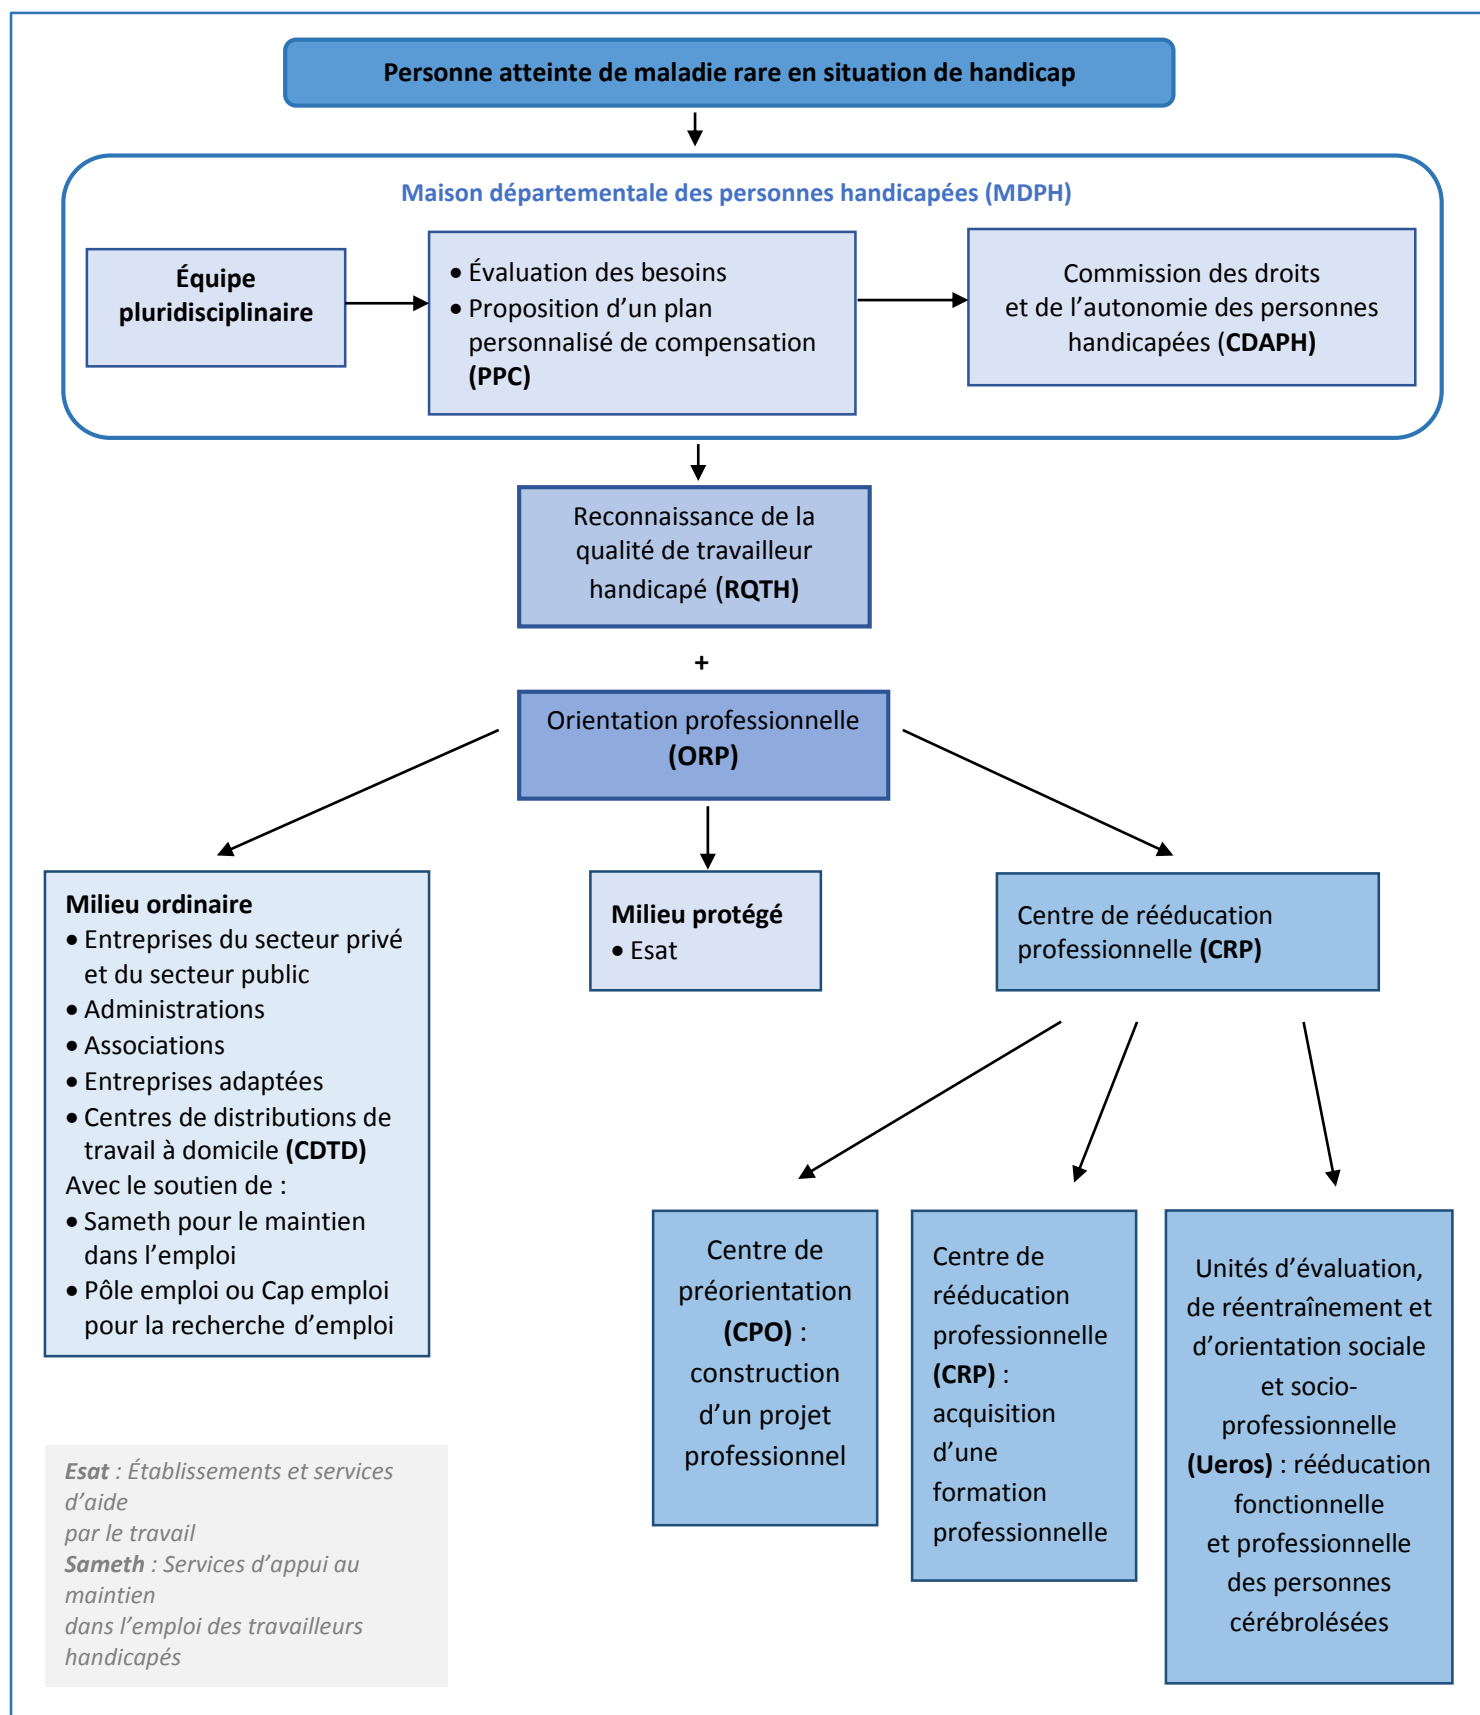 Personne atteinte de maladie rare en situation de handicap
Maison départementale des personnes handicapées (MDPH)
Équipe
pluridisciplinaire
• Évaluation des besoins
• Proposition d’un plan
personnalisé de compensation
(PPC)
Commission des droits
et de l’autonomie des personnes
handicapées (CDAPH)
Reconnaissance de la
qualité de travailleur
handicapé (RQTH)
+
Orientation professionnelle
(ORP)
Milieu ordinaire
• Entreprises du secteur privé
et du secteur public
• Administrations
• Associations
• Entreprises adaptées
• Centres de distributions de
travail à domicile (CDTD)
Avec le soutien de :
• Sameth pour le maintien
dans l’emploi
• Pôle emploi ou Cap emploi
pour la recherche d’emploi
Milieu protégé
• Esat
Centre de rééducation
professionnelle (CRP)
Centre de
préorientation
(CPO) :
construction
d’un projet
professionnel
Centre de
rééducation
professionnelle
(CRP) :
acquisition
d’une
formation
professionnelle
Unités d’évaluation,
de réentraînement et
d’orientation sociale
et socio-
professionnelle
(Ueros) : rééducation
fonctionnelle
et professionnelle
des personnes
cérébrolésées
Esat : Établissements et services
d’aide
par le travail
Sameth : Services d’appui au
maintien
dans l’emploi des travailleurs
handicapés